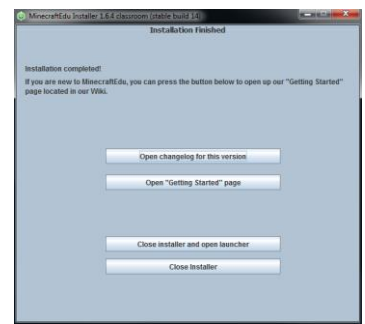 MinecraftEdu Installer 1.6.4 classroom (stable build 14)
Installation Finished
Installation completed!
If you are new to MinecraftEdu, you can press the button below to open up our "Getting Started"
page located in our Wiki.
Open changelog for this version
Open "Getting Started" page
Close installer and open launcher
Close Installer